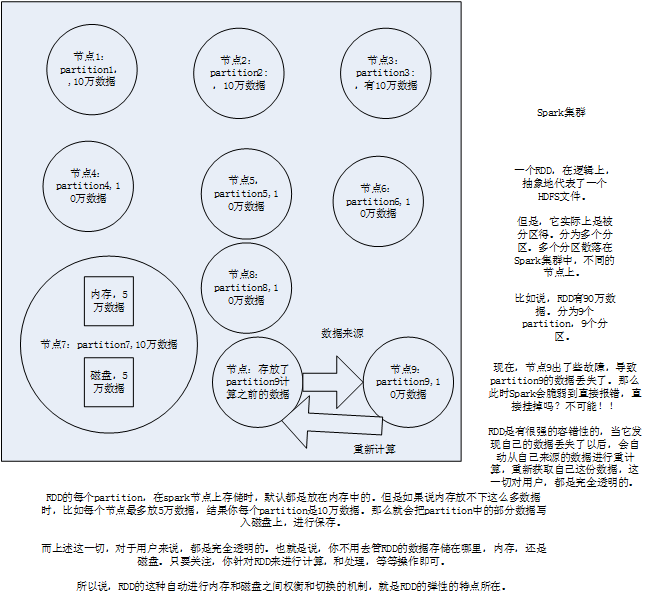 节点1:
partition1,
,10万数据
节点2:
partition2:
, 10万数据
节点3:
partition3:
, 有10万数据
Spark集群
节点4:
partition4,1
0万数据
节点5,
partition5,1
0万数据
节点6:
partition6,1
0万数据
一个RDD, 在逻辑上,
抽象地代表了一个
HDFS文件.
但是, 它实际上是被
分区得. 分为多个分
区. 多个分区散落在
Spark集群中, 不同的
节点上.
比如说, RDD有90万数
据. 分为9个
partition, 9个分
区.
节点8:
partition8,1
0万数据
内存, 5
万数据
节点7: partition7,10万数据
磁盘, 5
万数据
数据来源
节点: 存放了
partition9计
算之前的数据
节点9:
partition9,1
0万数据
重新计算
现在, 节点9出了些故障, 导致
partition9的数据丢失了. 那么
此时Spark会脆弱到直接报错, 直
接挂掉吗? 不可能! !
RDD是有很强的容错性的, 当它发
现自己的数据丢失了以后, 会自
动从自己来源的数据进行重计
算, 重新获取自己这份数据, 这
一切对用户, 都是完全透明的.
RDD的每个partition, 在spark节点上存储时, 默认都是放在内存中的. 但是如果说内存放不下这么多数据
时, 比如每个节点最多放5万数据, 结果你每个partition是10万数据. 那么就会把partition中的部分数据写
入磁盘上, 进行保存.
而上述这一切, 对于用户来说, 都是完全透明的. 也就是说, 你不用去管RDD的数据存储在哪里, 内存, 还是
磁盘. 只要关注, 你针对RDD来进行计算, 和处理, 等等操作即可.
所以说, RDD的这种自动进行内存和磁盘之间权衡和切换的机制, 就是RDD的弹性的特点所在.